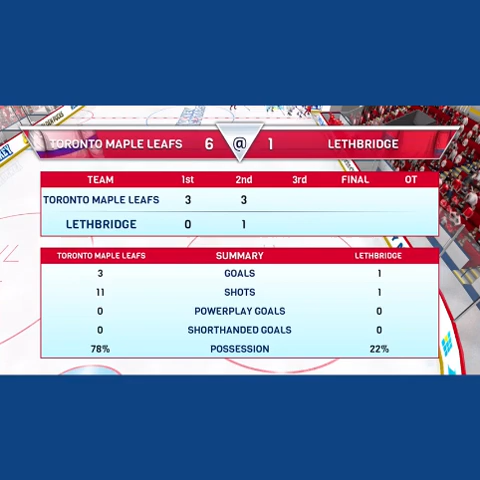 TORONTO MAPLE LEAFS 6 @ 1 LETHBRIDGE
TEAM 1st 2nd 3rd FINAL OT
TORONTO MAPLE LEAFS 3 3
LETHBRIDGE 0 1
TORONTO MAPLE LEAFS SUMMARY LETHBRIDGE
3 GOALS 1
11 SHOTS 1
0 POWERPLAY GOALS 0
0 SHORTHANDED GOALS 0
78% POSSESSION 22%